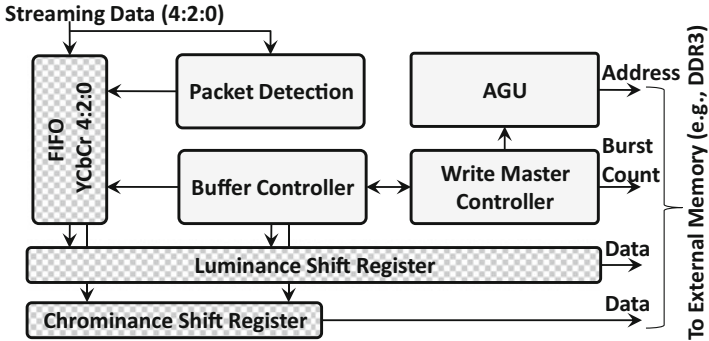 Streaming Data (4:2:0)
FIFO
YCbCr 4:2:0
Packet Detection
AGU
Address
Buffer Controller
Write Master
Controller
Burst
Count
Luminance Shift Register
Data
Chrominance Shift Register
Data
To External Memory (e.g., DDR3)